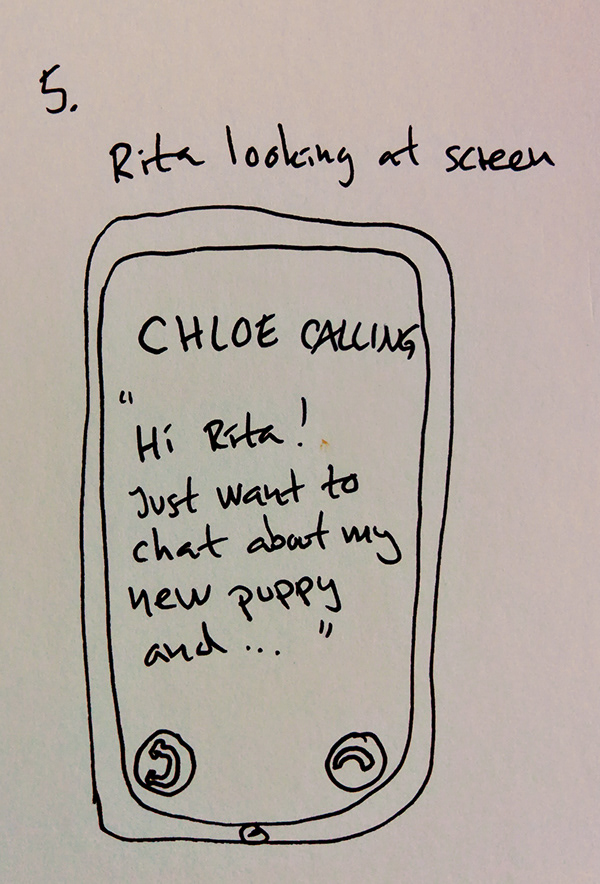 5.
Rita looking at screen
CHLOE CALLING
"Hi Rita!
Just want to
chat about my
new puppy
and ... "